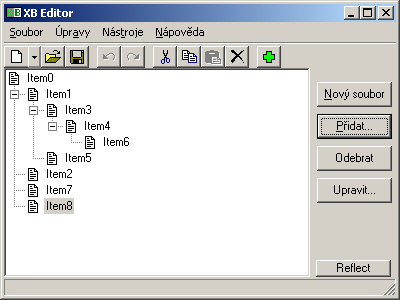 XB Editor
Soubor Úpravy Nástroje Nápověda
Item0
Item1
Item3
Item4
Item6
Item5
Item2
Item7
Item8
Nový soubor
Přidat...
Odebrat
Upravit...
Reflect